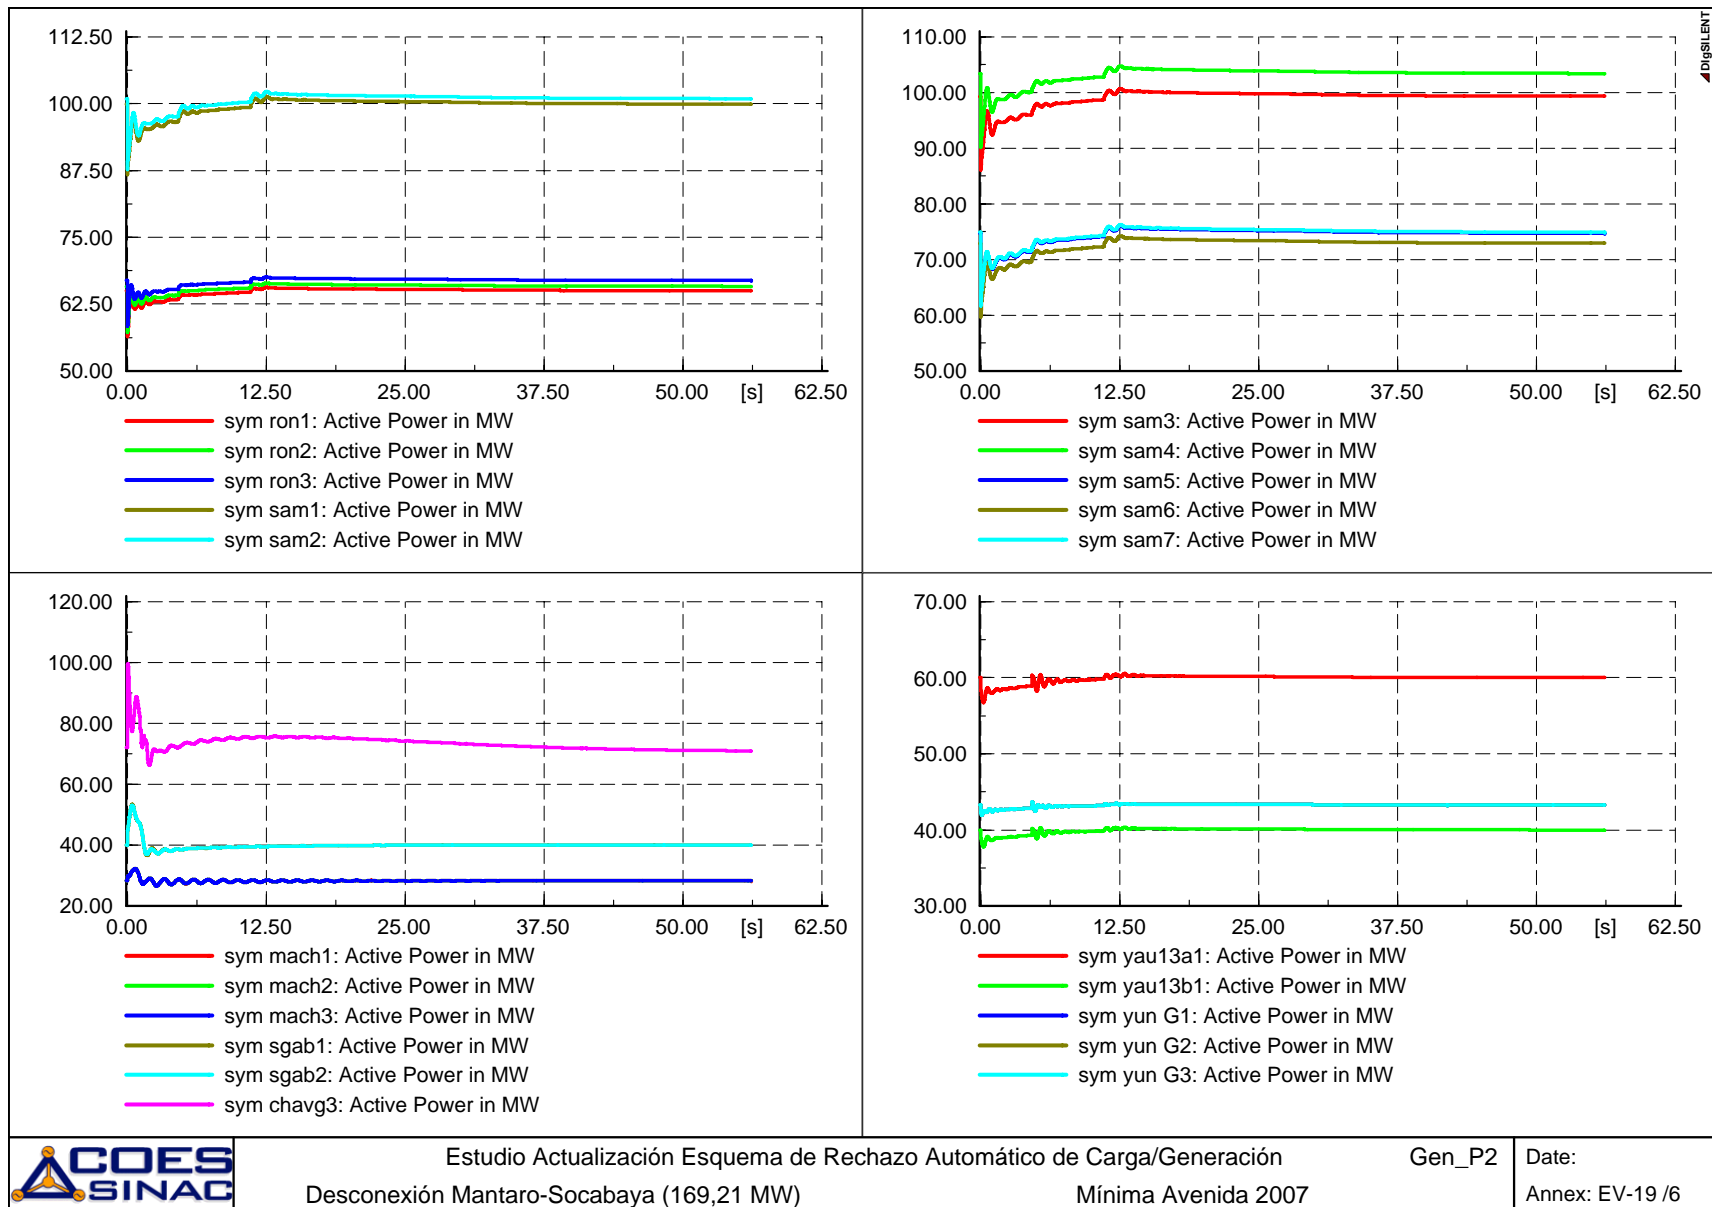 DIgSILENT
112.50
100.00
87.50
75.00
62.50
50.00
0.00 12.50 25.00 37.50 50.00 [s] 62.50
sym ron1: Active Power in MW
sym ron2: Active Power in MW
sym ron3: Active Power in MW
sym sam1: Active Power in MW
sym sam2: Active Power in MW
110.00
100.00
90.00
80.00
70.00
60.00
50.00
0.00 12.50 25.00 37.50 50.00 [s] 62.50
sym sam3: Active Power in MW
sym sam4: Active Power in MW
sym sam5: Active Power in MW
sym sam6: Active Power in MW
sym sam7: Active Power in MW
120.00
100.00
80.00
60.00
40.00
20.00
0.00 12.50 25.00 37.50 50.00 [s] 62.50
sym mach1: Active Power in MW
sym mach2: Active Power in MW
sym mach3: Active Power in MW
sym sgab1: Active Power in MW
sym sgab2: Active Power in MW
sym chavg3: Active Power in MW
70.00
60.00
50.00
40.00
30.00
0.00 12.50 25.00 37.50 50.00 [s] 62.50
sym yau13a1: Active Power in MW
sym yau13b1: Active Power in MW
sym yun G1: Active Power in MW
sym yun G2: Active Power in MW
sym yun G3: Active Power in MW
COES
SINAC
Estudio Actualización Esquema de Rechazo Automático de Carga/Generación Gen_P2
Desconexión Mantaro-Socabaya (169,21 MW) Mínima Avenida 2007
Date:
Annex: EV-19 /6